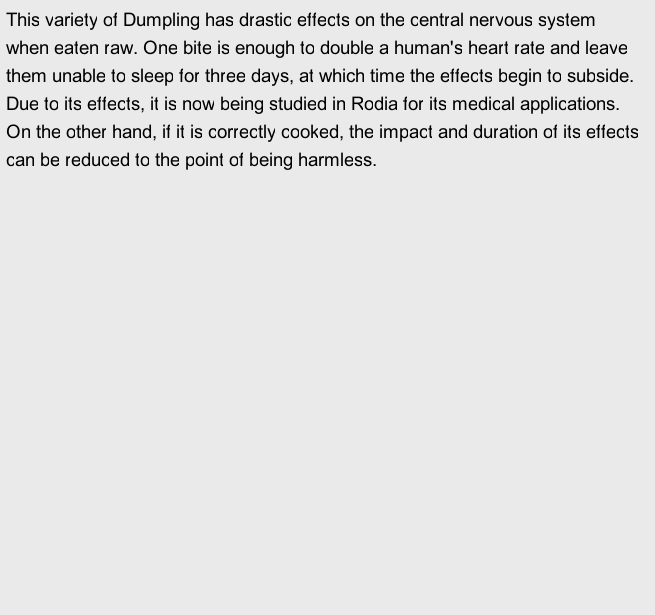 This variety of Dumpling has drastic effects on the central nervous system
when eaten raw. One bite is enough to double a human's heart rate and leave
them unable to sleep for three days, at which time the effects begin to subside.
Due to its effects, it is now being studied in Rodia for its medical applications.
On the other hand, if it is correctly cooked, the impact and duration of its effects
can be reduced to the point of being harmless.